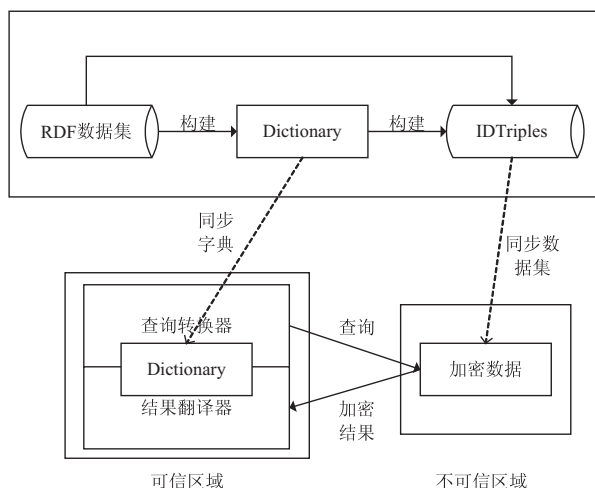 RDF数据集
构建
Dictionary
构建
IDTriples
同步
字典
同步数
据集
查询转换器
Dictionary
结果翻译器
查询
加密
结果
加密数据
可信区域
不可信区域